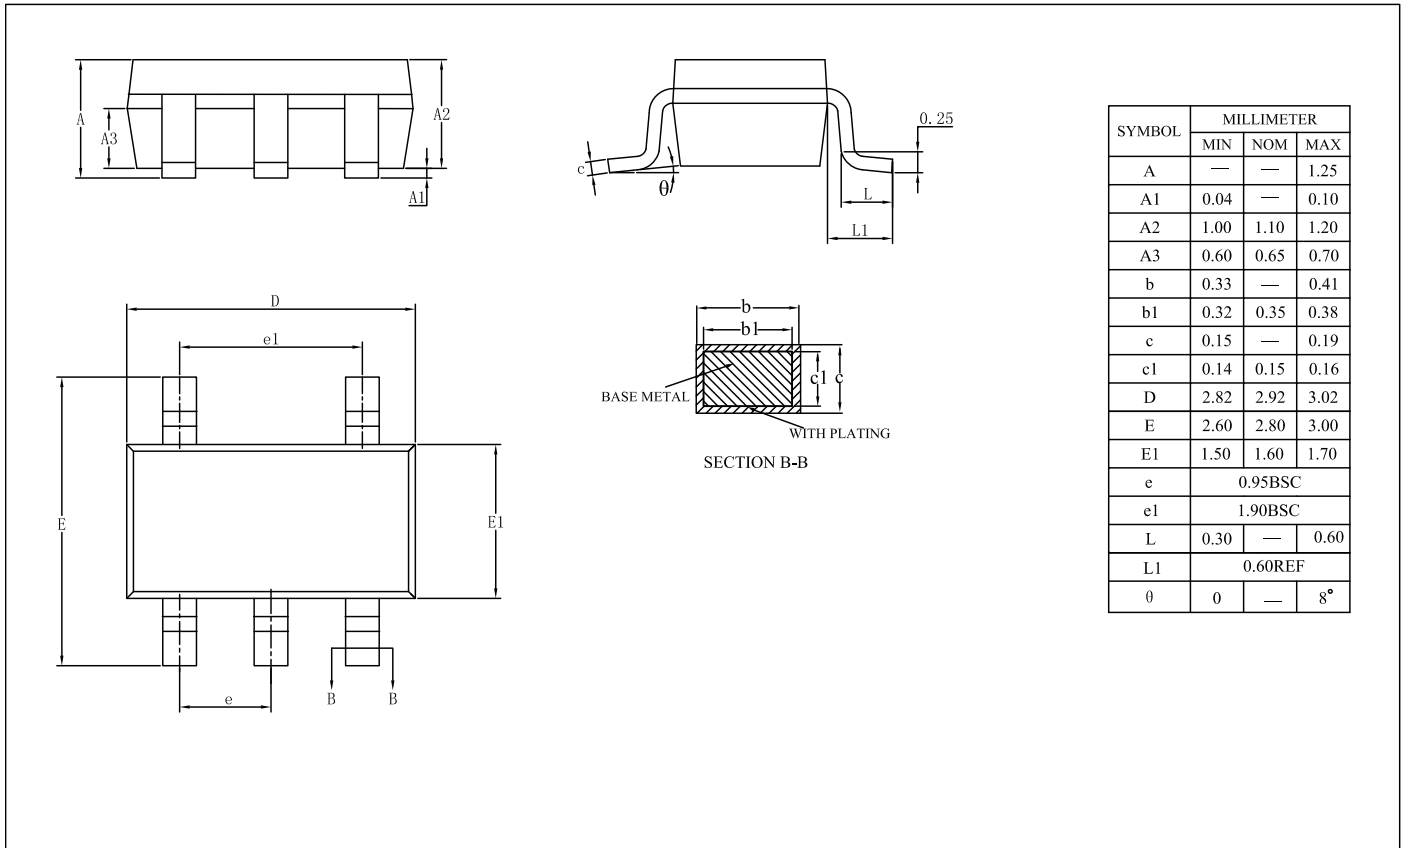 A
A3
A2
A1
c
θ
0.25
L
L1
D
e1
E
E1
e
B
B
b
b1
c1
c
BASE METAL
WITH PLATING
SECTION B-B
SYMBOL MILLIMETER
MIN NOM MAX
A — — 1.25
A1 0.04 — 0.10
A2 1.00 1.10 1.20
A3 0.60 0.65 0.70
b 0.33 — 0.41
b1 0.32 0.35 0.38
c 0.15 — 0.19
c1 0.14 0.15 0.16
D 2.82 2.92 3.02
E 2.60 2.80 3.00
E1 1.50 1.60 1.70
e 0.95BSC
e1 1.90BSC
L 0.30 — 0.60
L1 0.60REF
θ 0 — 8°